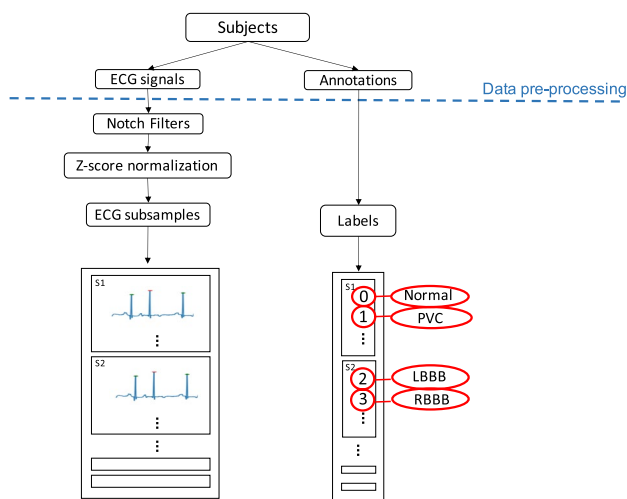 Subjects
ECG signals
Annotations
Data pre-processing
Notch Filters
Z-score normalization
ECG subsamples
Labels
S1
S2
S1
0
Normal
1
PVC
S2
2
LBBB
3
RBBB